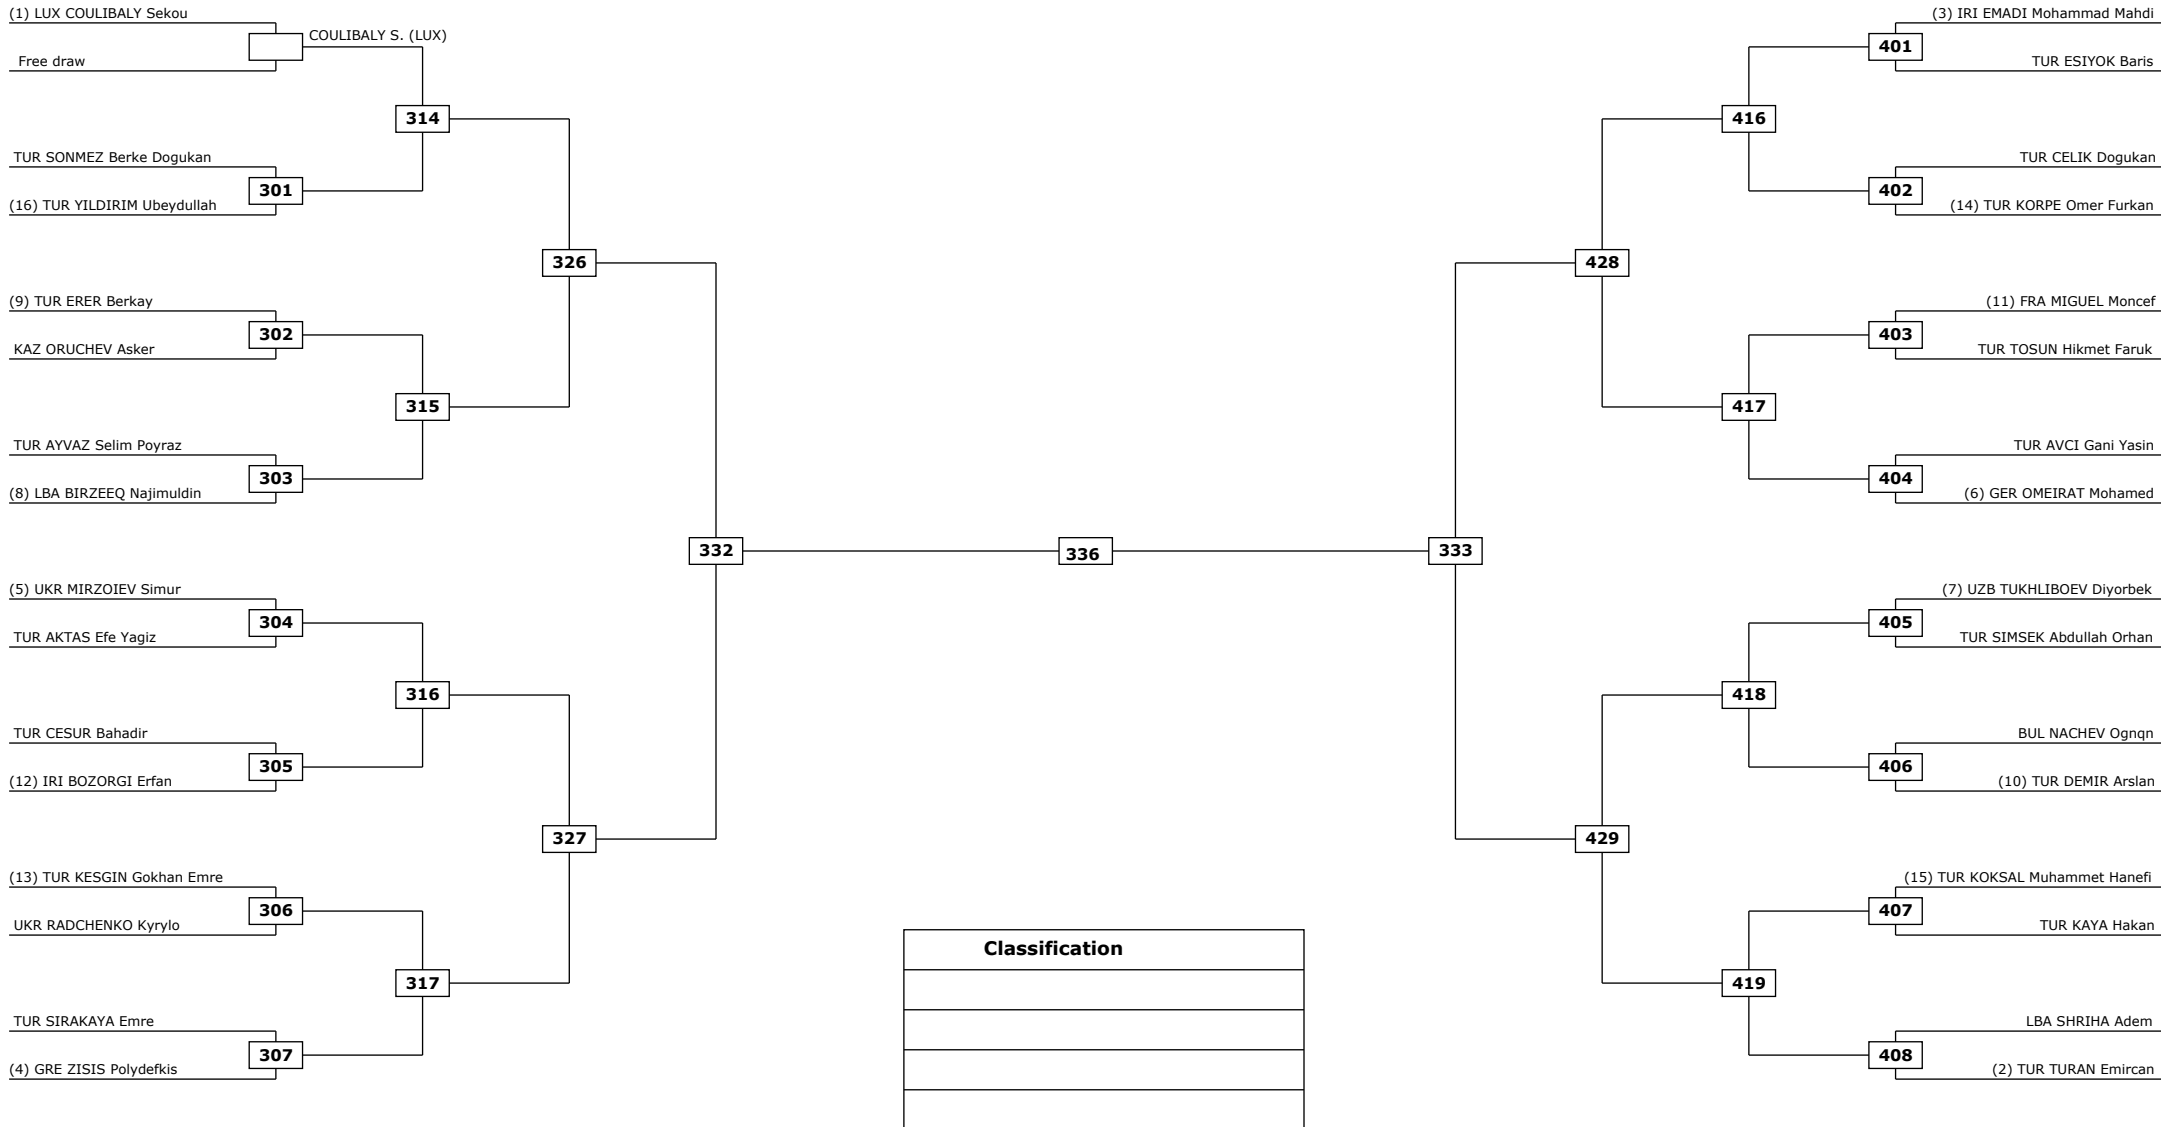 (1) LUX COULIBALY Sekou
COULIBALY S. (LUX)
Free draw
314
TUR SONMEZ Berke Dogukan
301
(16) TUR YILDIRIM Ubeydullah
326
(9) TUR ERER Berkay
302
KAZ ORUCHEV Asker
315
TUR AYVAZ Selim Poyraz
303
(8) LBA BIRZEEQ Najimuldin
332
(5) UKR MIRZOIEV Simur
304
TUR AKTAS Efe Yagiz
316
TUR CESUR Bahadir
305
(12) IRI BOZORGI Erfan
327
(13) TUR KESGIN Gokhan Emre
306
UKR RADCHENKO Kyrylo
317
TUR SIRAKAYA Emre
307
(4) GRE ZISIS Polydefkis
336
Classification
(3) IRI EMADI Mohammad Mahdi
401
TUR ESIYOK Baris
416
TUR CELIK Dogukan
402
(14) TUR KORPE Omer Furkan
428
(11) FRA MIGUEL Moncef
403
TUR TOSUN Hikmet Faruk
417
TUR AVCI Gani Yasin
404
(6) GER OMEIRAT Mohamed
333
(7) UZB TUKHLIBOEV Diyorbek
405
TUR SIMSEK Abdullah Orhan
418
BUL NACHEV Ognqn
406
(10) TUR DEMIR Arslan
429
(15) TUR KOKSAL Muhammet Hanefi
407
TUR KAYA Hakan
419
LBA SHRIHA Adem
408
(2) TUR TURAN Emircan